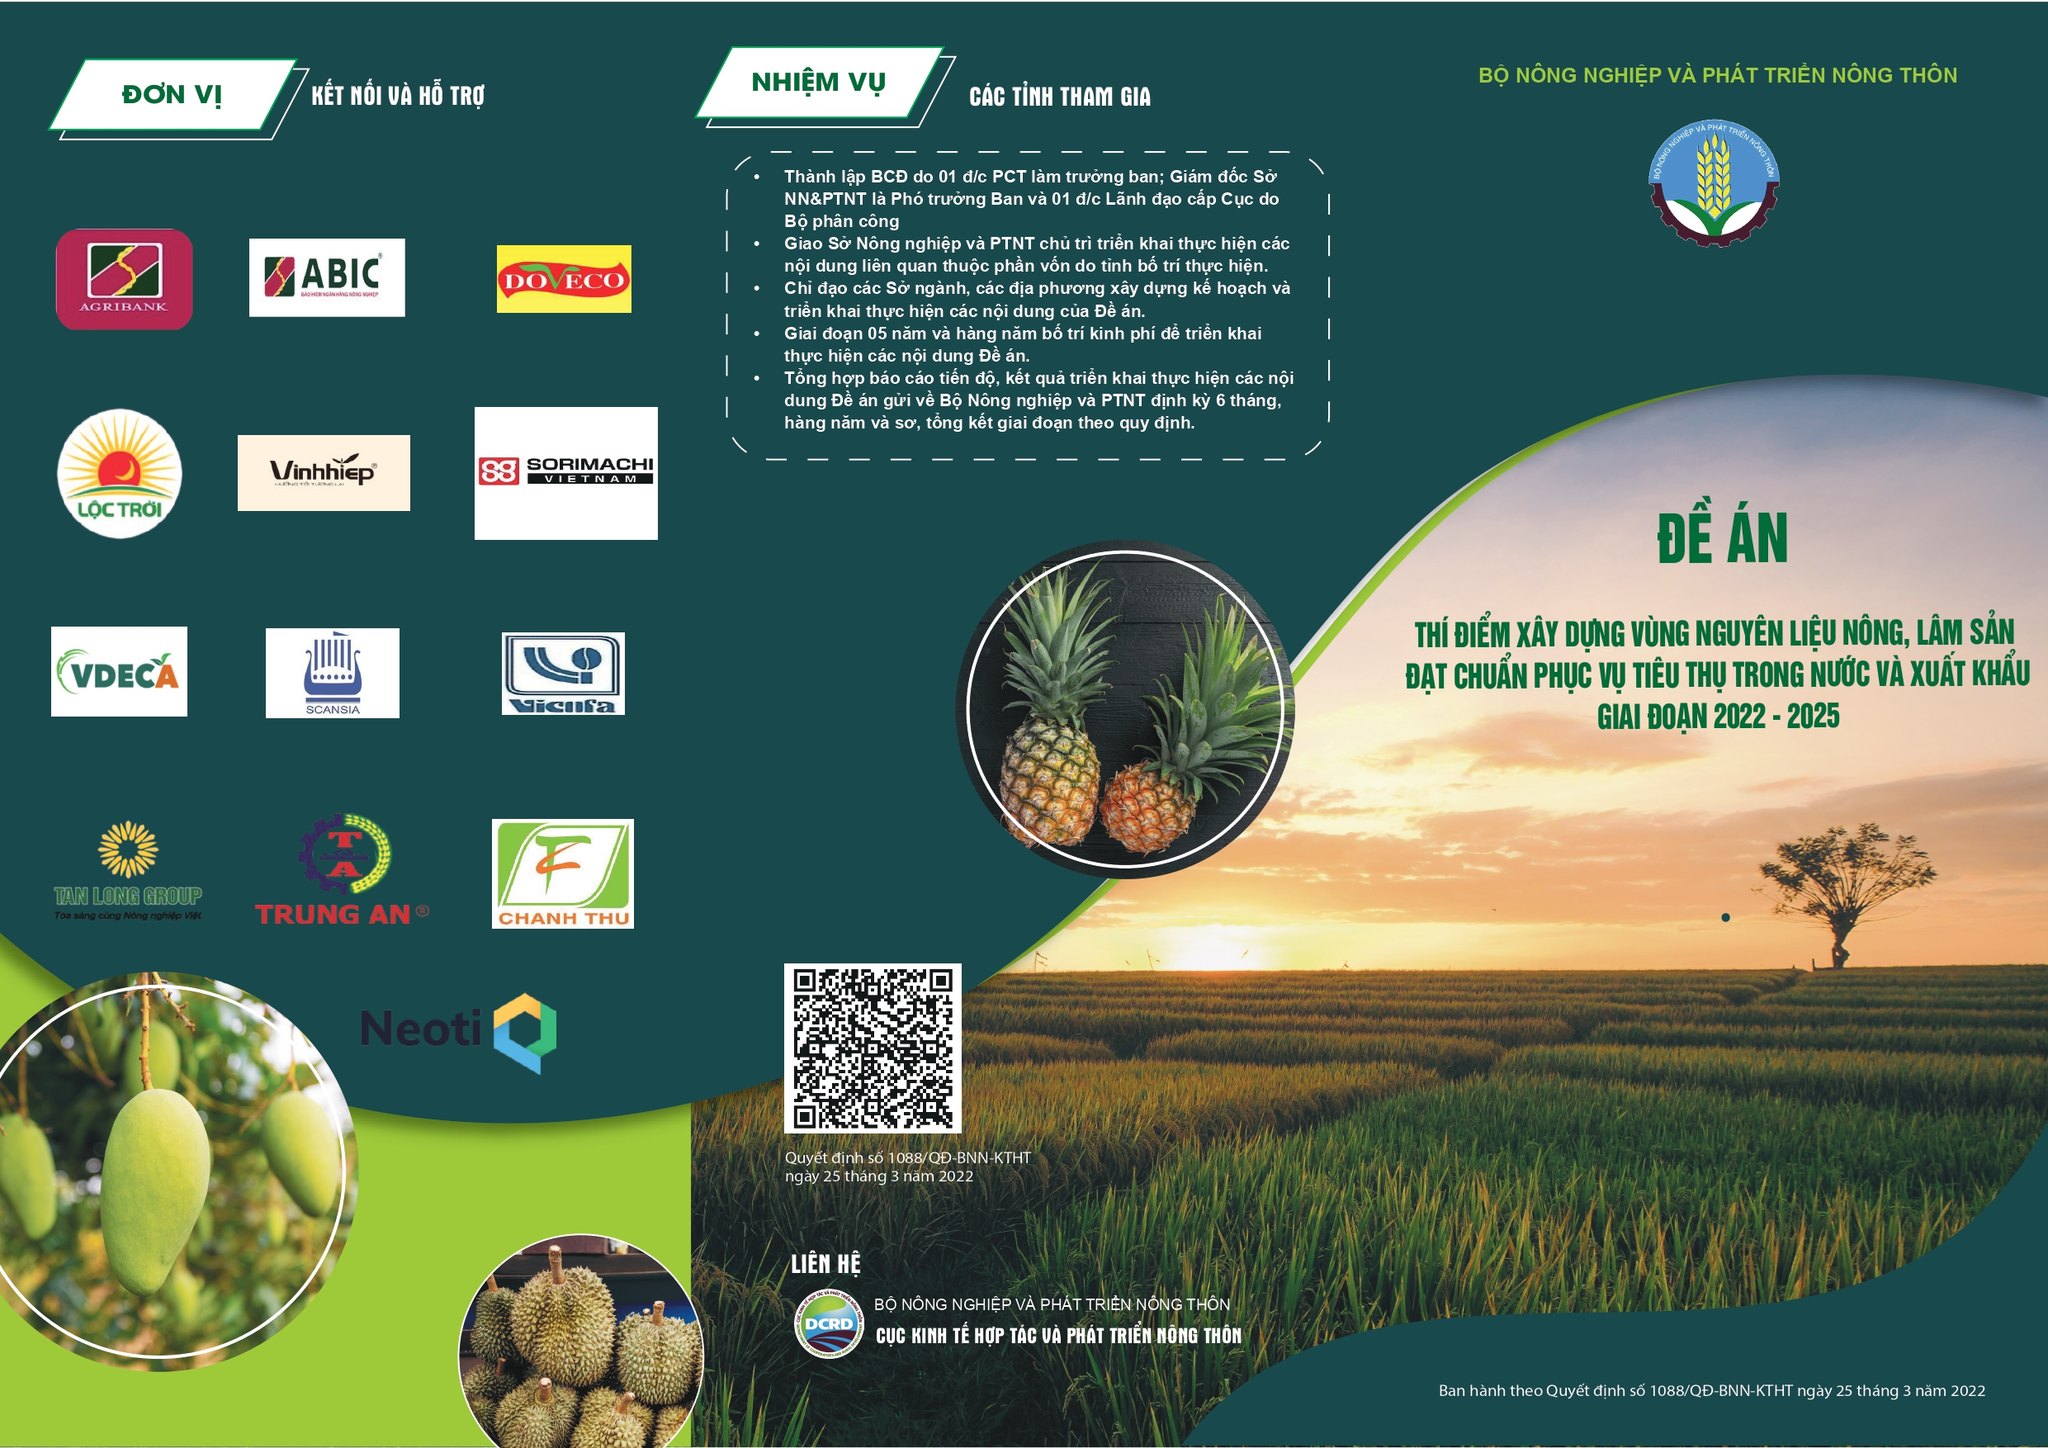 ĐƠN VỊ
KẾT NỐI VÀ HỖ TRỢ
AGRIBANK
ABIC
BẢO HIỂM NGÂN HÀNG NÔNG NGHIỆP
DOVECO
LỘC TRỜI
Vinhhiep®
HƯỚNG TỚI TƯƠNG LAI
SORIMACHI
VIETNAM
VDECA
SCANSIA
Vicofa
TAN LONG GROUP
Tỏa sáng cùng Nông nghiệp Việt
TA
TRUNG AN®
CHANH THU
Neoti
NHIỆM VỤ
CÁC TỈNH THAM GIA
• Thành lập BCĐ do 01 đ/c PCT làm trưởng ban; Giám đốc Sở
NN&PTNT là Phó trưởng Ban và 01 đ/c Lãnh đạo cấp Cục do
Bộ phân công
• Giao Sở Nông nghiệp và PTNT chủ trì triển khai thực hiện các
nội dung liên quan thuộc phần vốn do tỉnh bố trí thực hiện.
• Chỉ đạo các Sở ngành, các địa phương xây dựng kế hoạch và
triển khai thực hiện các nội dung của Đề án.
• Giai đoạn 05 năm và hàng năm bố trí kinh phí để triển khai
thực hiện các nội dung Đề án.
• Tổng hợp báo cáo tiến độ, kết quả triển khai thực hiện các nội
dung Đề án gửi về Bộ Nông nghiệp và PTNT định kỳ 6 tháng,
hàng năm và sơ, tổng kết giai đoạn theo quy định.
Quyết định số 1088/QĐ-BNN-KTHT
ngày 25 tháng 3 năm 2022
LIÊN HỆ
DCRD
BỘ NÔNG NGHIỆP VÀ PHÁT TRIỂN NÔNG THÔN
CỤC KINH TẾ HỢP TÁC VÀ PHÁT TRIỂN NÔNG THÔN
BỘ NÔNG NGHIỆP VÀ PHÁT TRIỂN NÔNG THÔN
BỘ NÔNG NGHIỆP VÀ PHÁT TRIỂN NÔNG THÔN
ĐỀ ÁN
THÍ ĐIỂM XÂY DỰNG VÙNG NGUYÊN LIỆU NÔNG, LÂM SẢN
ĐẠT CHUẨN PHỤC VỤ TIÊU THỤ TRONG NƯỚC VÀ XUẤT KHẨU
GIAI ĐOẠN 2022 - 2025
Ban hành theo Quyết định số 1088/QĐ-BNN-KTHT ngày 25 tháng 3 năm 2022